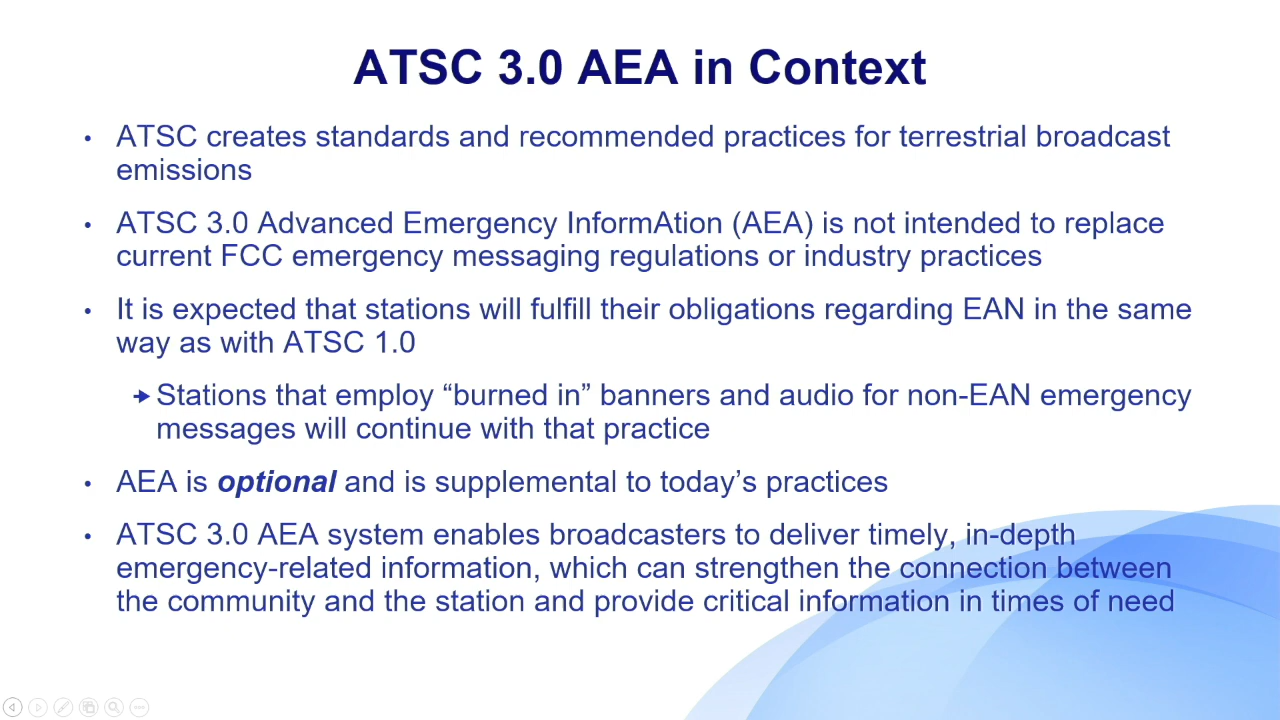 ATSC 3.0 AEA in Context
• ATSC creates standards and recommended practices for terrestrial broadcast
emissions
• ATSC 3.0 Advanced Emergency InformAtion (AEA) is not intended to replace
current FCC emergency messaging regulations or industry practices
• It is expected that stations will fulfill their obligations regarding EAN in the same
way as with ATSC 1.0
Stations that employ “burned in” banners and audio for non-EAN emergency
messages will continue with that practice
• AEA is optional and is supplemental to today’s practices
• ATSC 3.0 AEA system enables broadcasters to deliver timely, in-depth
emergency-related information, which can strengthen the connection between
the community and the station and provide critical information in times of need